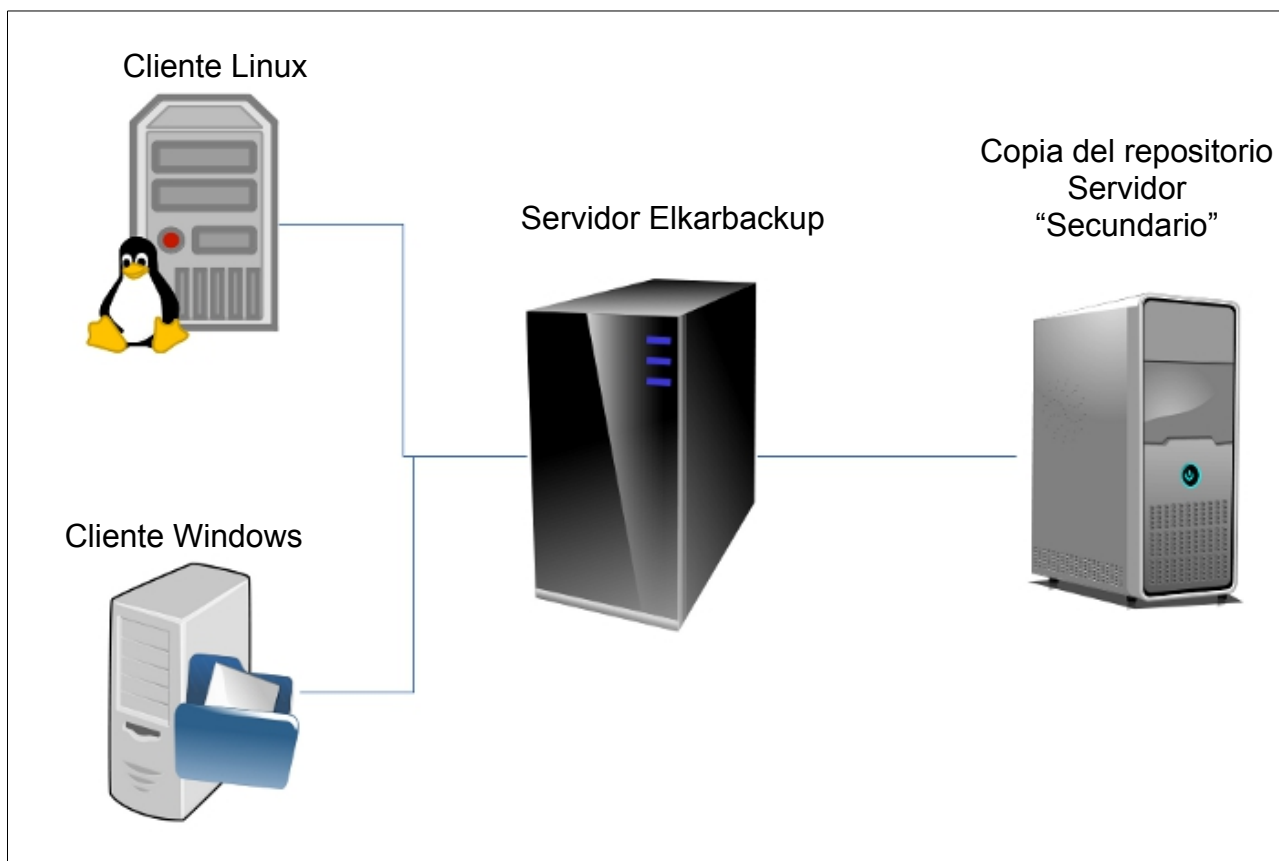 Cliente Linux
Copia del repositorio
Servidor
“Secundario”
Servidor Elkarbackup
Cliente Windows